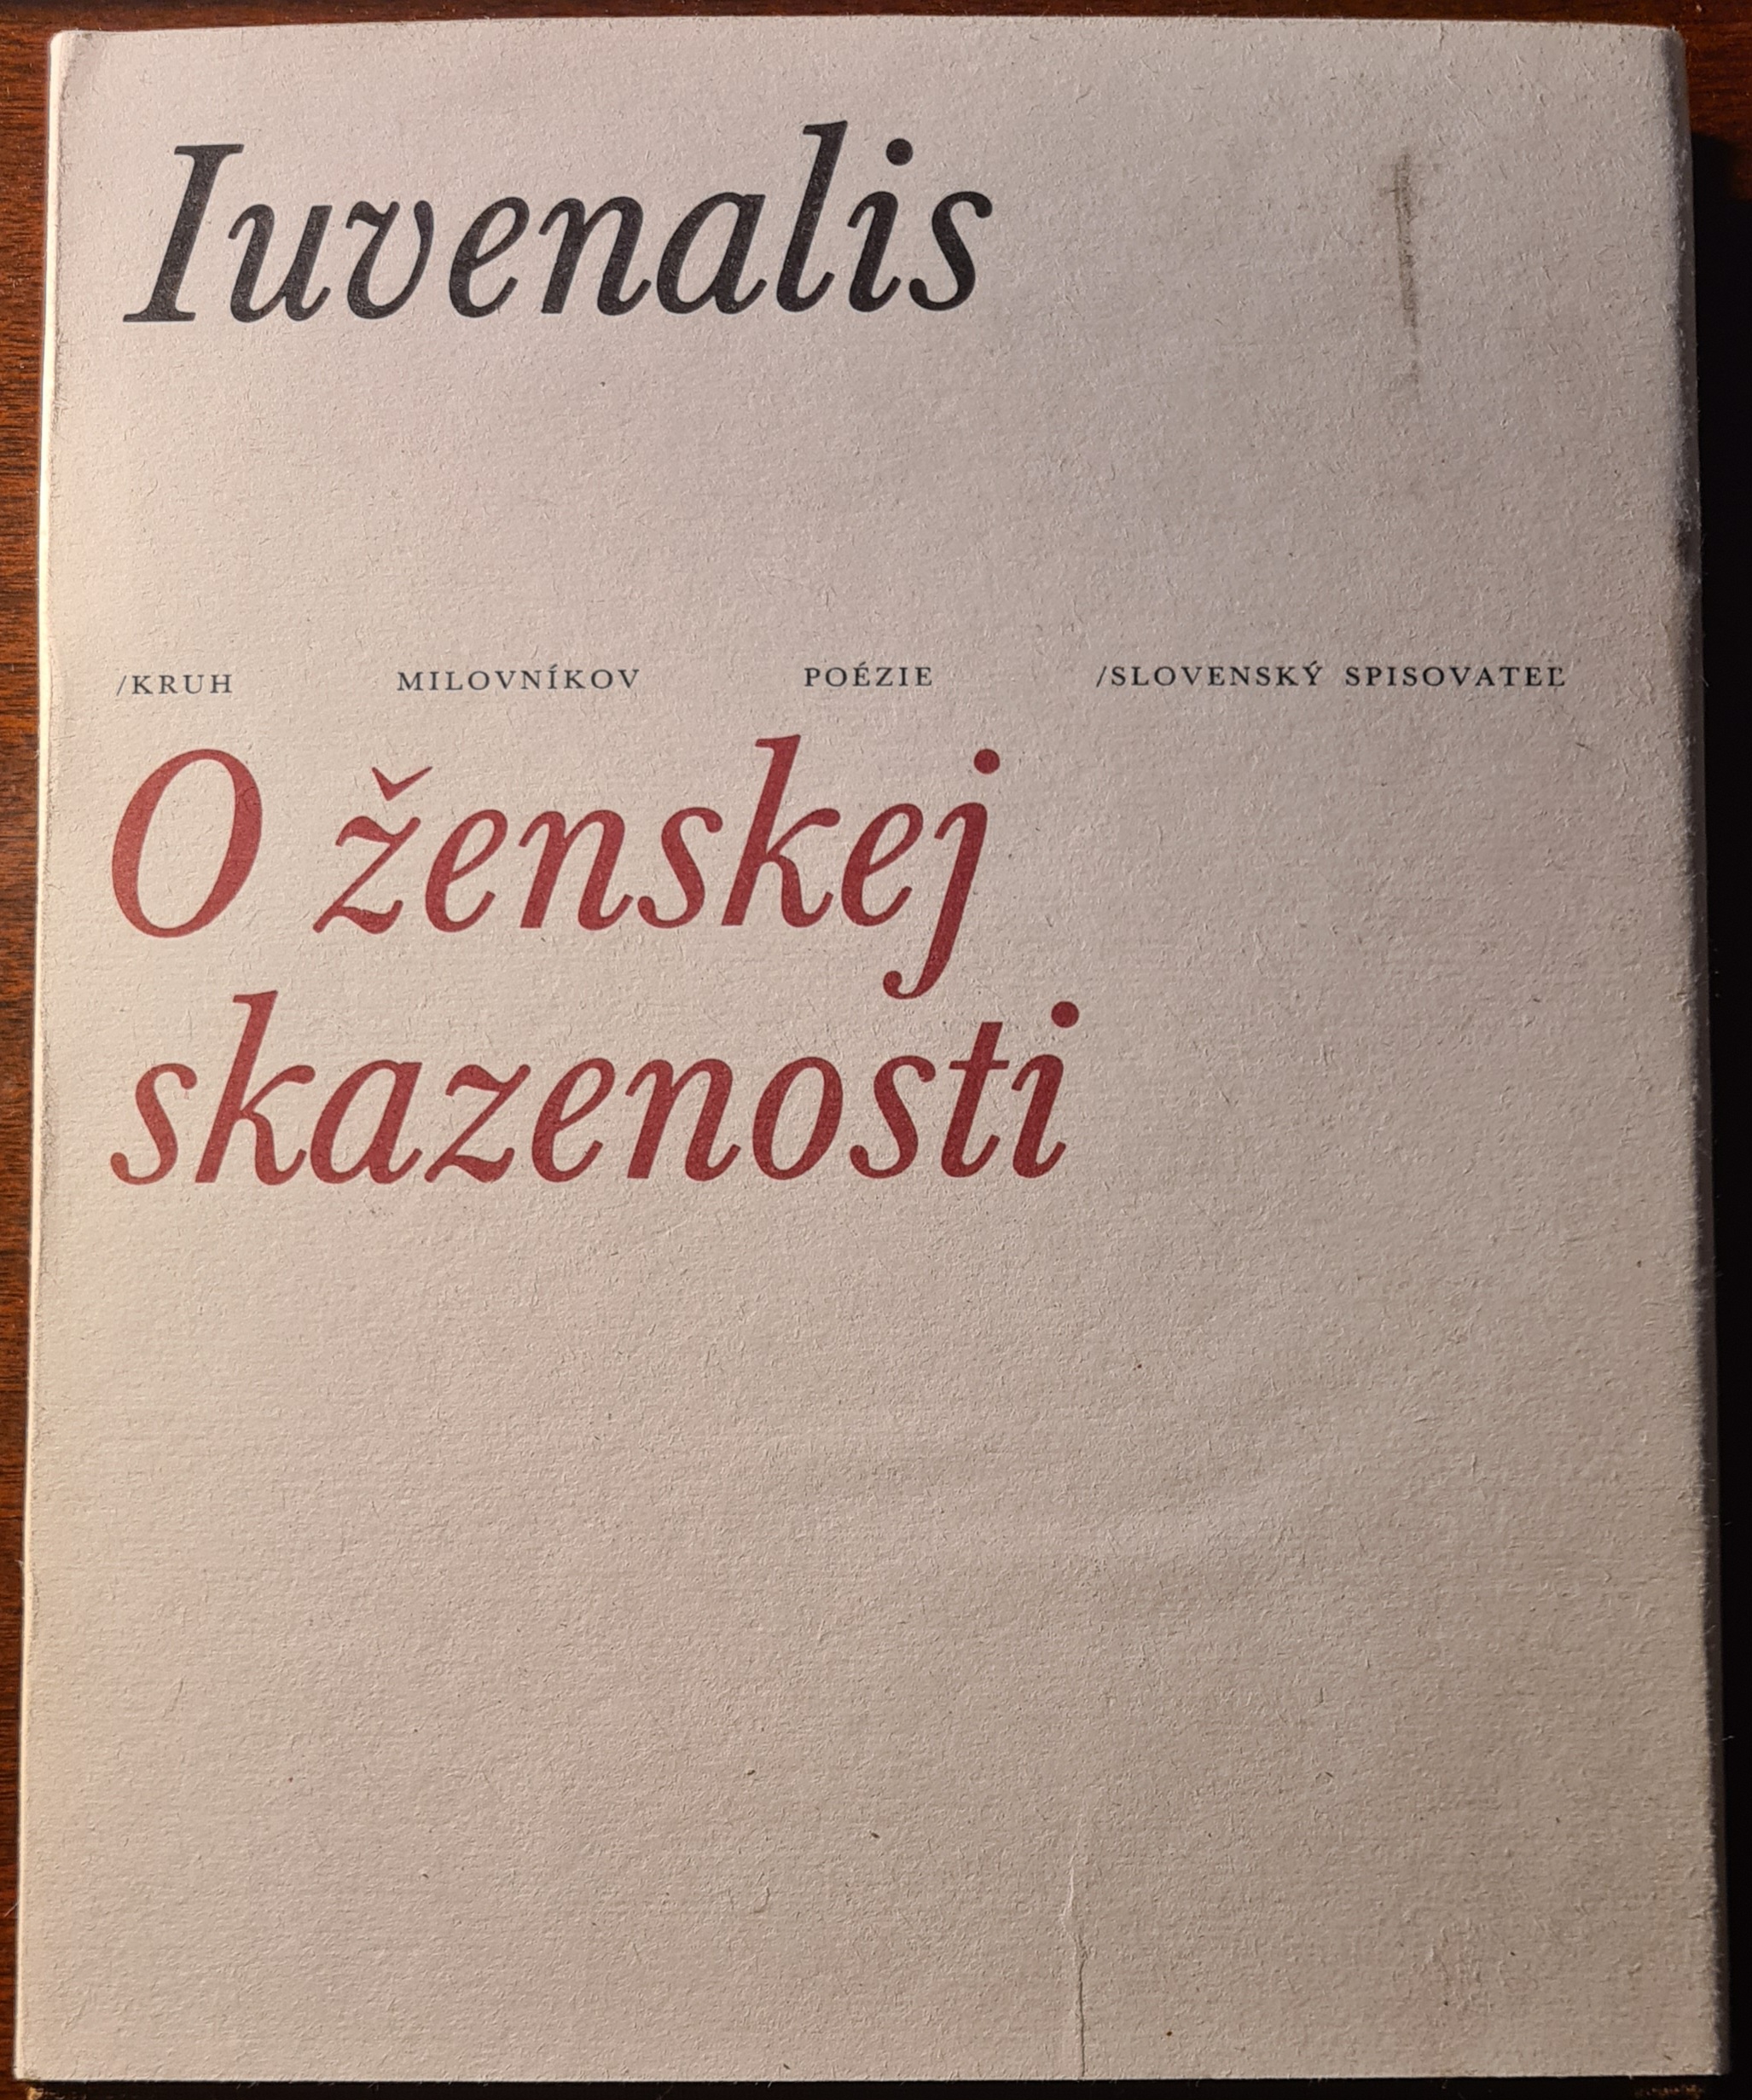 Iuvenalis
/KRUH MILOVNÍKOV POÉZIE /SLOVENSKÝ SPISOVATEĽ
O ženskej
skazenosti